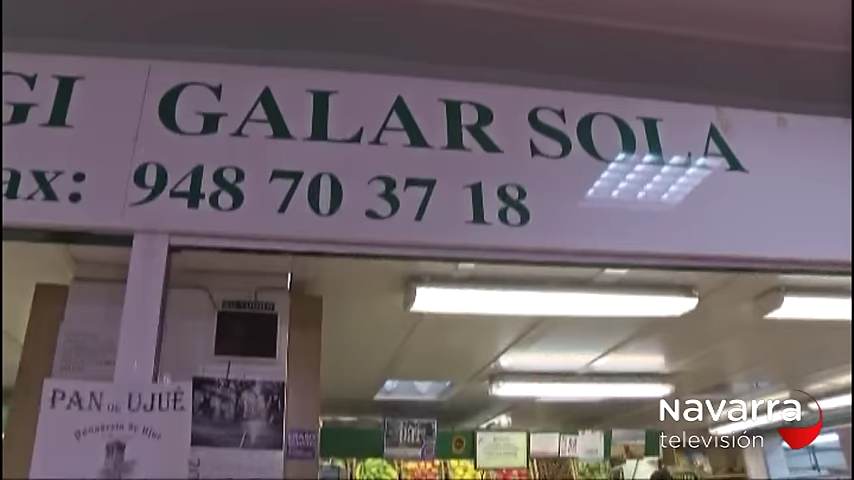 GI GALAR SOLA
ax: 948 70 37 18
PAN DE UJUÉ
Panadería de Ujué
Navarra
televisión